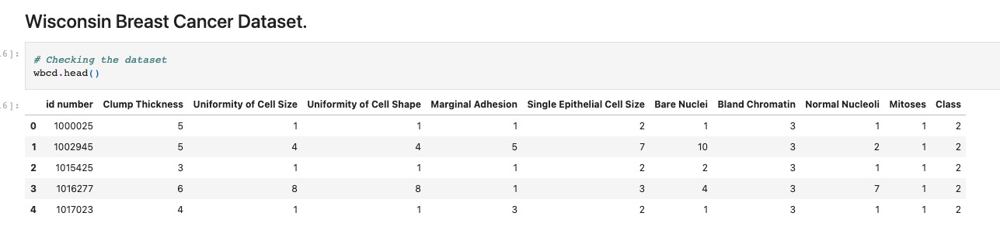 Wisconsin Breast Cancer Dataset.
6]:
# Checking the dataset
wbcd.head()
6]:
id number Clump Thickness Uniformity of Cell Size Uniformity of Cell Shape Marginal Adhesion Single Epithelial Cell Size Bare Nuclei Bland Chromatin Normal Nucleoli Mitoses Class
0 1000025 5 1 1 1 2 1 3 1 1 2
1 1002945 5 4 4 5 7 10 3 2 1 2
2 1015425 3 1 1 1 2 2 3 1 1 2
3 1016277 6 8 8 1 3 4 3 7 1 2
4 1017023 4 1 1 3 2 1 3 1 1 2